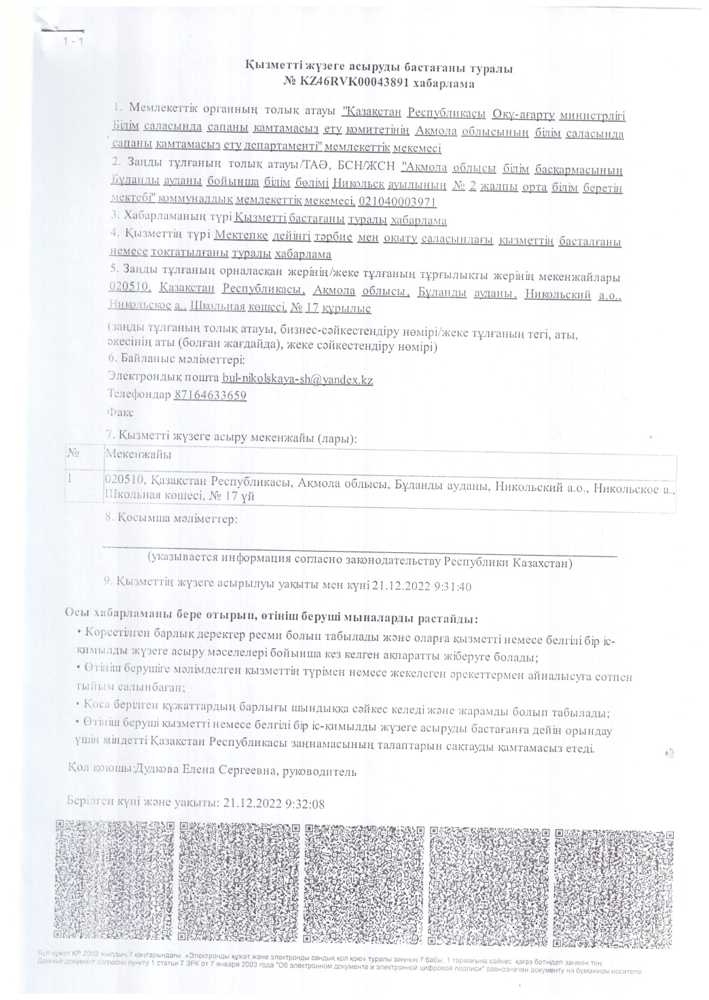 1 - 1
Қызметті жүзеге асыруды бастағаны туралы
№ KZ46RVK00043891 хабарлама
1. Мемлекеттік органның толық атауы "Қазақстан Республикасы Оқу-ағарту министрлігі
Білім саласында сапаны қамтамасыз ету комитетінің Ақмола облысының білім саласында
сапаны қамтамасыз ету департаменті" мемлекеттік мекемесі
2. Заңды тұлғаның толық атауы/ТАӘ, БСН/ЖСН "Ақмола облысы білім басқармасының
Бұланды ауданы бойынша білім бөлімі Никольск ауылының № 2 жалпы орта білім беретін
мектебі" коммуналдық мемлекеттік мекемесі, 021040003971
3. Хабарламаның түрі Қызметті бастағаны туралы хабарлама
4. Қызметтің түрі Мектепке дейінгі тәрбие мен оқыту саласындағы қызметтің басталғаны
немесе тоқтатылғаны туралы хабарлама
5. Заңды тұлғаның орналасқан жерінің/жеке тұлғаның тұрғылықты жерінің мекенжайлары
020510, Қазақстан Республикасы, Ақмола облысы, Бұланды ауданы, Никольский а.о.,
Никольское а., Школьная көшесі, № 17 құрылыс
(заңды тұлғаның толық атауы, бизнес-сәйкестендіру нөмірі/жеке тұлғаның тегі, аты,
әкесінің аты (болған жағдайда), жеке сәйкестендіру нөмірі)
6. Байланыс мәліметтері:
Электрондық пошта bul-nikolskaya-sh@yandex.kz
Телефондар 87164633659
Факс
7. Қызметті жүзеге асыру мекенжайы (лары):
№ Мекенжайы
1 020510, Қазақстан Республикасы, Ақмола облысы, Бұланды ауданы, Никольский а.о., Никольское а.,
Школьная көшесі, № 17 үй
8. Қосымша мәліметтер:
(указывается информация согласно законодательству Республики Казахстан)
9. Қызметтің жүзеге асырылуы уақыты мен күні 21.12.2022 9:31:40
Осы хабарламаны бере отырып, өтініш беруші мыналарды растайды:
• Көрсетілген барлық деректер ресми болып табылады және оларға қызметті немесе белгілі бір іс-
қимылды жүзеге асыру мәселелері бойынша кез келген ақпаратты жіберуге болады;
• Өтініш берушіге мәлімделген қызметтің түрімен немесе жекелеген әрекеттермен айналысуға сотпен
тыйым салынбаған;
• Қоса берілген құжаттардың барлығы шындыққа сәйкес келеді және жарамды болып табылады;
• Өтініш беруші қызметті немесе белгілі бір іс-қимылды жүзеге асыруды бастағанға дейін орындау
үшін міндетті Қазақстан Республикасы заңнамасының талаптарын сақтауды қамтамасыз етеді.
Қол қоюшы:Дудкова Елена Сергеевна, руководитель
Берілген күні және уақыты: 21.12.2022 9:32:08
Бұл құжат ҚР 2003 жылдың 7 қаңтарындағы «Электронды құжат және электронды сандық қол қою» туралы заңның 7 бабы, 1 тармағына сәйкес қағаз бетіндегі заңмен тең.
Данный документ согласно пункту 1 статьи 7 ЗРК от 7 января 2003 года "Об электронном документе и электронной цифровой подписи" равнозначен документу на бумажном носителе.